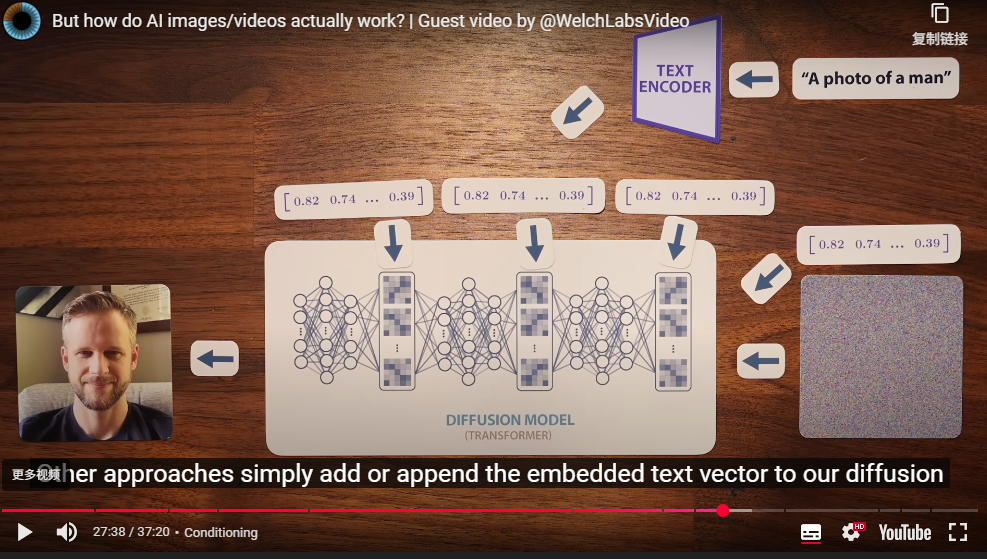 But how do AI images/videos actually work? | Guest video by @WelchLabsVideo
复制链接
TEXT
ENCODER
“A photo of a man”
[ 0.82 0.74 ... 0.39 ]
[ 0.82 0.74 ... 0.39 ]
[ 0.82 0.74 ... 0.39 ]
[ 0.82 0.74 ... 0.39 ]
DIFFUSION MODEL
(TRANSFORMER)
更多视频
Other approaches simply add or append the embedded text vector to our diffusion
27:38 / 37:20 • Conditioning
HD
YouTube